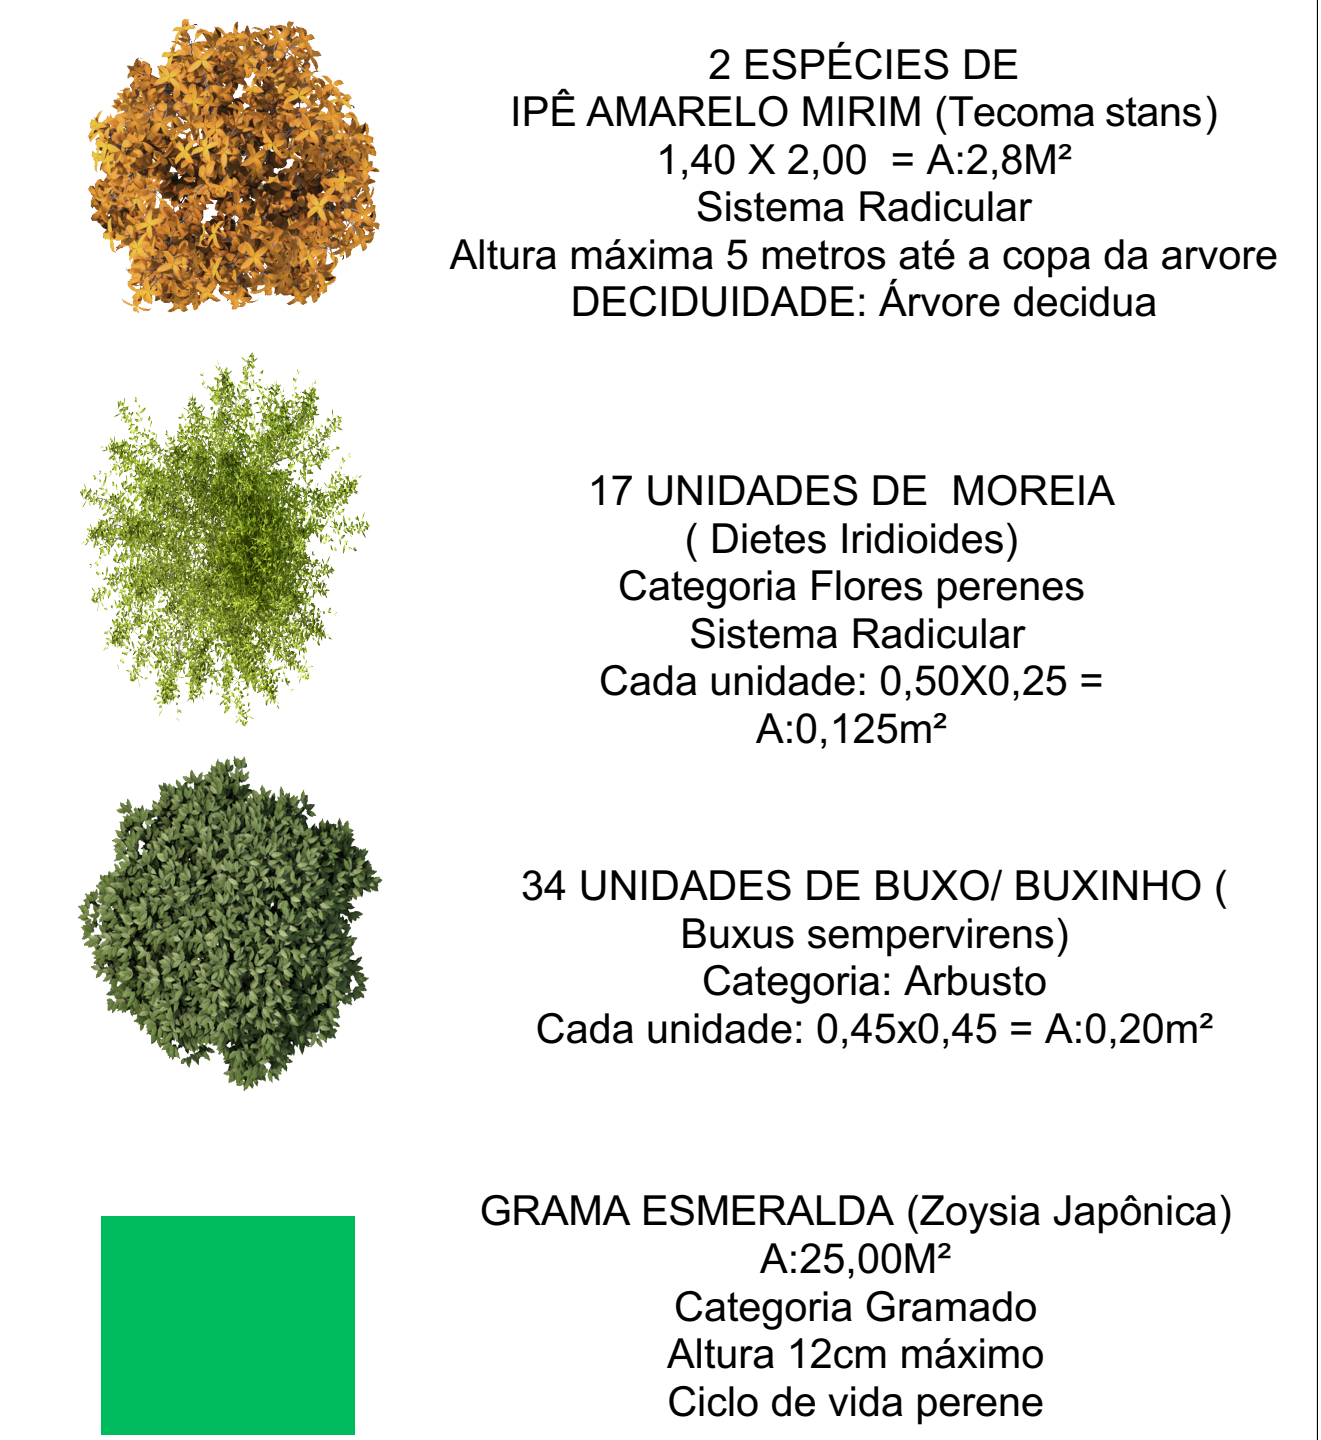 2 ESPÉCIES DE
IPÊ AMARELO MIRIM (Tecoma stans)
1,40 X 2,00 = A:2,8M²
Sistema Radicular
Altura máxima 5 metros até a copa da arvore
DECIDUIDADE: Árvore decidua
17 UNIDADES DE MOREIA
( Dietes Iridioides)
Categoria Flores perenes
Sistema Radicular
Cada unidade: 0,50X0,25 =
A:0,125m²
34 UNIDADES DE BUXO/ BUXINHO (
Buxus sempervirens)
Categoria: Arbusto
Cada unidade: 0,45x0,45 = A:0,20m²
GRAMA ESMERALDA (Zoysia Japônica)
A:25,00M²
Categoria Gramado
Altura 12cm máximo
Ciclo de vida perene